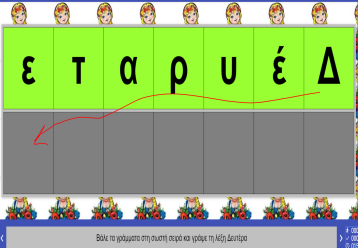 ε τ α ρ υ έ Δ
Βάλε τα γράμματα στη σωστή σειρά και γράψε τη λέξη Δευτέρα